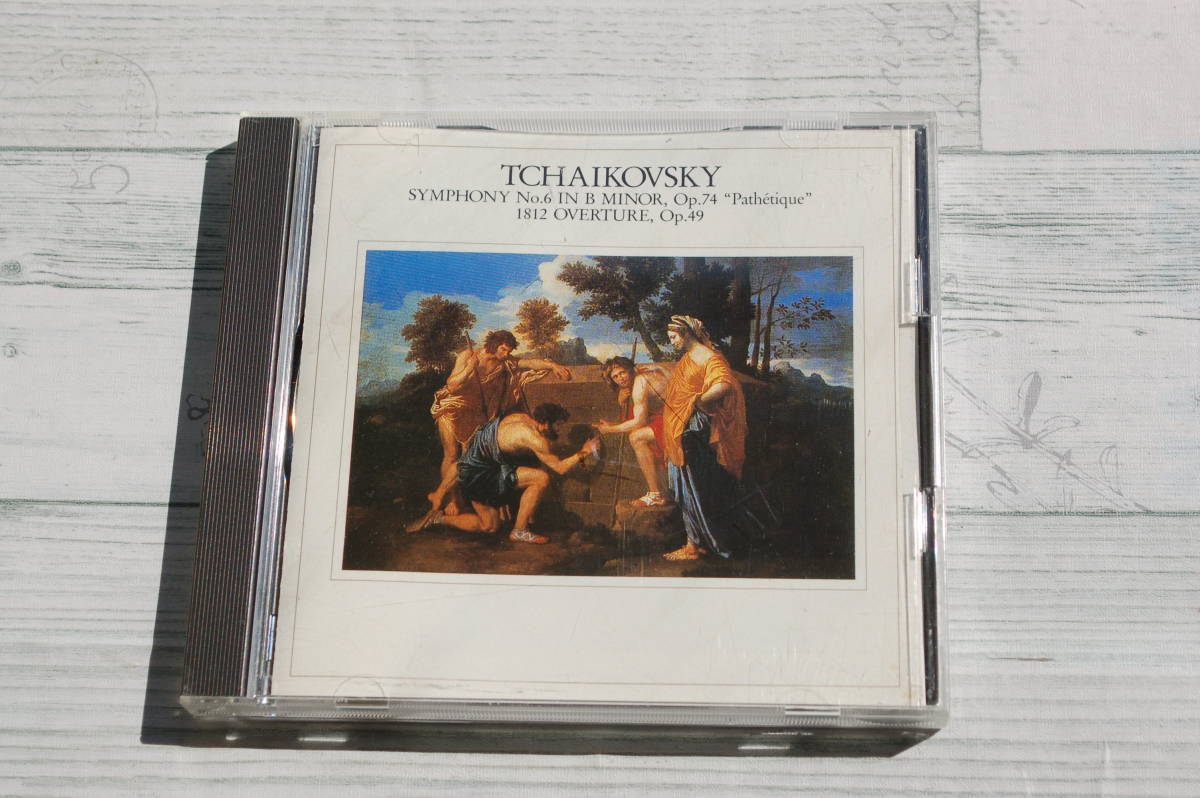 TCHAIKOVSKY
SYMPHONY No.6 IN B MINOR, Op.74 “Pathétique”
1812 OVERTURE, Op.49